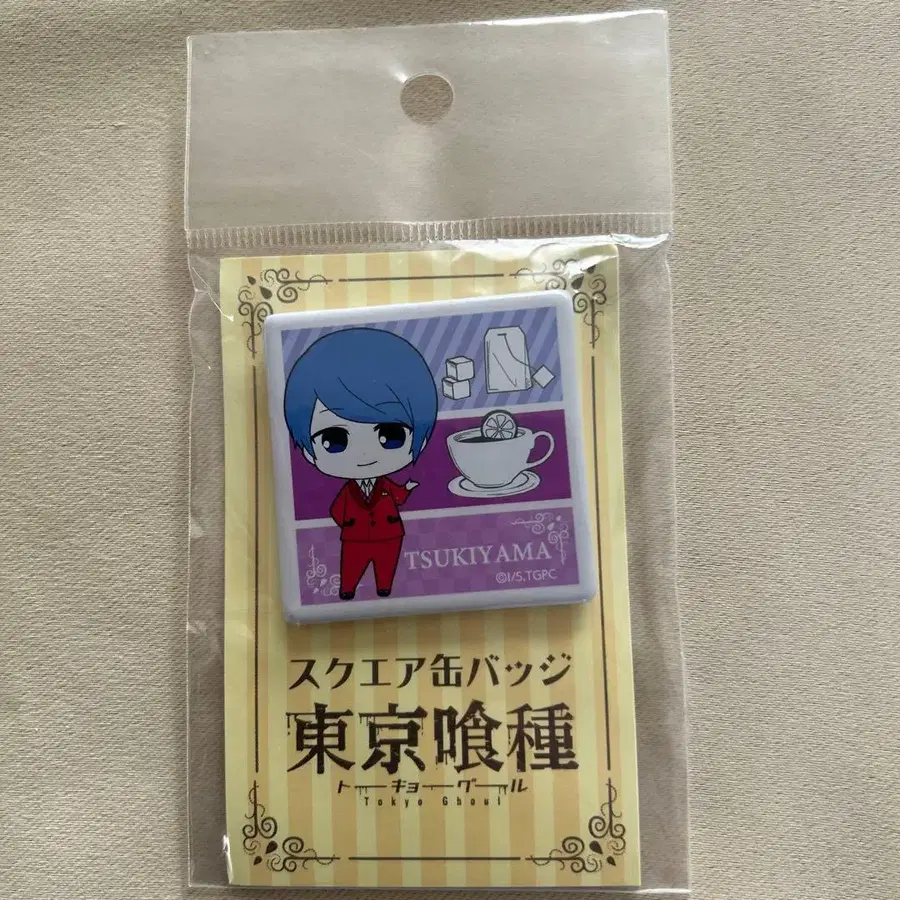 TSUKIYAMA
©I/S,TGPC
スクエア缶バッジ
東京喰種
トーキョーグール
Tokyo Ghoul